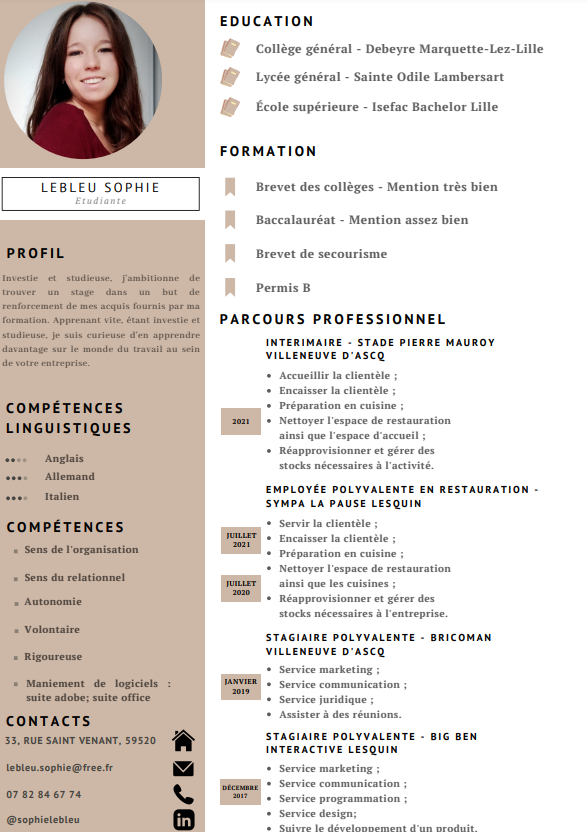 LEBLEU SOPHIE
Etudiante
PROFIL
Investie et studieuse, j'ambitionne de
trouver un stage dans un but de
renforcement de mes acquis fournis par ma
formation. Apprenant vite, étant investie et
studieuse, je suis curieuse d'en apprendre
davantage sur le monde du travail au sein
de votre entreprise.
COMPÉTENCES
LINGUISTIQUES
Anglais
Allemand
Italien
COMPÉTENCES
Sens de l'organisation
Sens du relationnel
Autonomie
Volontaire
Rigoureuse
Maniement de logiciels :
suite adobe; suite office
CONTACTS
33, RUE SAINT VENANT, 59520
lebleu.sophie@free.fr
07 82 84 67 74
@sophielebleu
EDUCATION
Collège général - Debeyre Marquette-Lez-Lille
Lycée général - Sainte Odile Lambersart
École supérieure - Isefac Bachelor Lille
FORMATION
Brevet des collèges - Mention très bien
Baccalauréat - Mention assez bien
Brevet de secourisme
Permis B
PARCOURS PROFESSIONNEL
INTERIMAIRE - STADE PIERRE MAUROY
VILLENEUVE D'ASCQ
2021
Accueillir la clientèle ;
Encaisser la clientèle ;
Préparation en cuisine ;
Nettoyer l'espace de restauration
ainsi que l'espace d'accueil ;
Réapprovisionner et gérer des
stocks nécessaires à l'activité.
EMPLOYÉE POLYVALENTE EN RESTAURATION -
SYMPA LA PAUSE LESQUIN
JUILLET
2021
JUILLET
2020
Servir la clientèle ;
Encaisser la clientèle ;
Préparation en cuisine ;
Nettoyer l'espace de restauration
ainsi que les cuisines ;
Réapprovisionner et gérer des
stocks nécessaires à l'entreprise.
STAGIAIRE POLYVALENTE - BRICOMAN
VILLENEUVE D'ASCQ
JANVIER
2019
Service marketing ;
Service communication ;
Service juridique ;
Assister à des réunions.
STAGIAIRE POLYVALENTE - BIG BEN
INTERACTIVE LESQUIN
DÉCEMBRE
2017
Service marketing ;
Service communication ;
Service programmation ;
Service design;
Suivre le développement d'un produit.